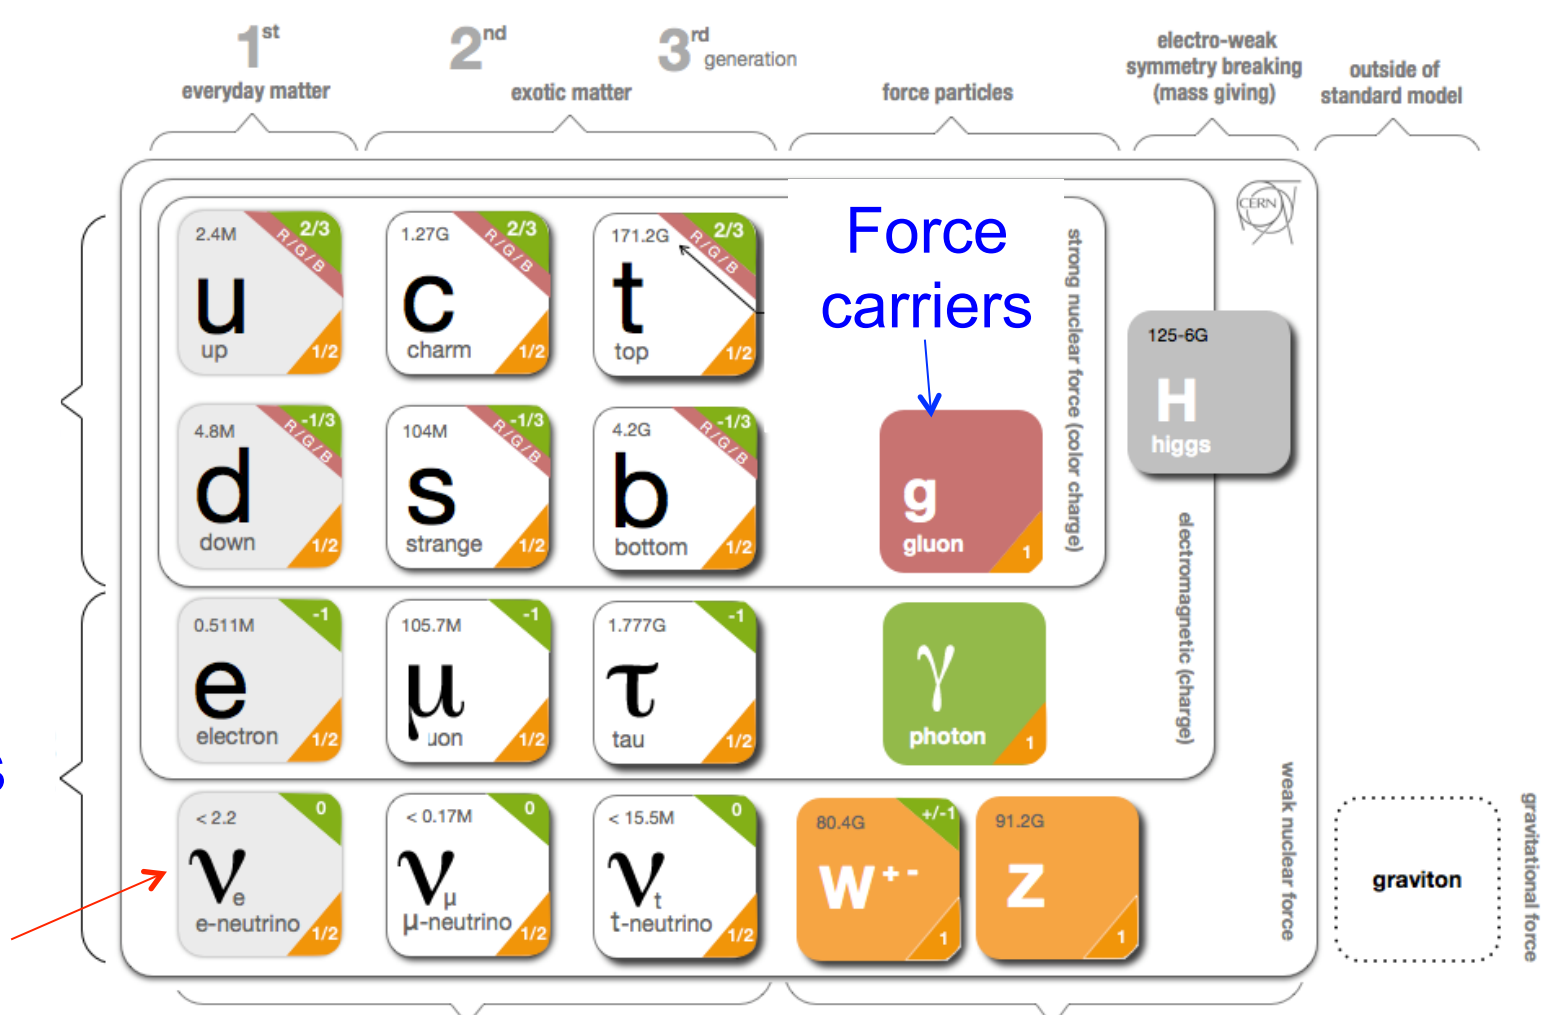 1st
2nd
3rd generation
everyday matter
exotic matter
force particles
electro-weak
symmetry breaking
(mass giving)
outside of
standard model
CERN
Force
carriers
2.4M
2/3
R/G/B
u
up
1/2
1.27G
2/3
R/G/B
c
charm
1/2
171.2G
2/3
R/G/B
t
top
1/2
strong nuclear force (color charge)
125-6G
H
higgs
4.8M
-1/3
R/G/B
d
down
1/2
104M
-1/3
R/G/B
s
strange
1/2
4.2G
-1/3
R/G/B
b
bottom
1/2
g
gluon
1
electromagnetic (charge)
0.511M
-1
e
electron
1/2
105.7M
-1
μ
uon
1/2
1.777G
-1
τ
tau
1/2
γ
photon
1
s
weak nuclear force
< 2.2
0
νe
e-neutrino
1/2
< 0.17M
0
νμ
μ-neutrino
1/2
< 15.5M
0
νt
t-neutrino
1/2
80.4G
+/-1
W+-
1
91.2G
Z
1
graviton
gravitational force